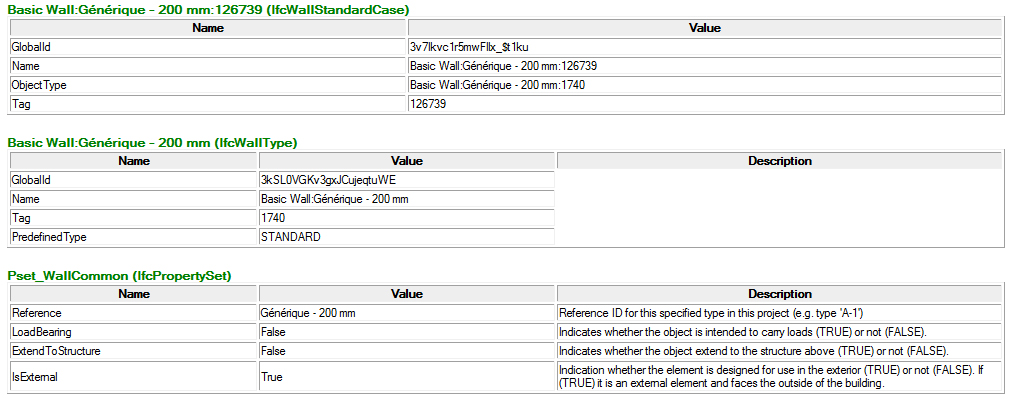 Basic Wall:Générique - 200 mm:126739 (IfcWallStandardCase)
Name Value
GlobalId 3v7Ikvc1r5mwFIIx_$t1ku
Name Basic Wall:Générique - 200 mm:126739
ObjectType Basic Wall:Générique - 200 mm:1740
Tag 126739
Basic Wall:Générique - 200 mm (IfcWallType)
Name Value Description
GlobalId 3kSL0VGKv3gxJCujeqtuWE
Name Basic Wall:Générique - 200 mm
Tag 1740
PredefinedType STANDARD
Pset_WallCommon (IfcPropertySet)
Name Value Description
Reference Générique - 200 mm Reference ID for this specified type in this project (e.g. type 'A-1')
LoadBearing False Indicates whether the object is intended to carry loads (TRUE) or not (FALSE).
ExtendToStructure False Indicates whether the object extend to the structure above (TRUE) or not (FALSE).
IsExternal True Indication whether the element is designed for use in the exterior (TRUE) or not (FALSE). If
(TRUE) it is an external element and faces the outside of the building.